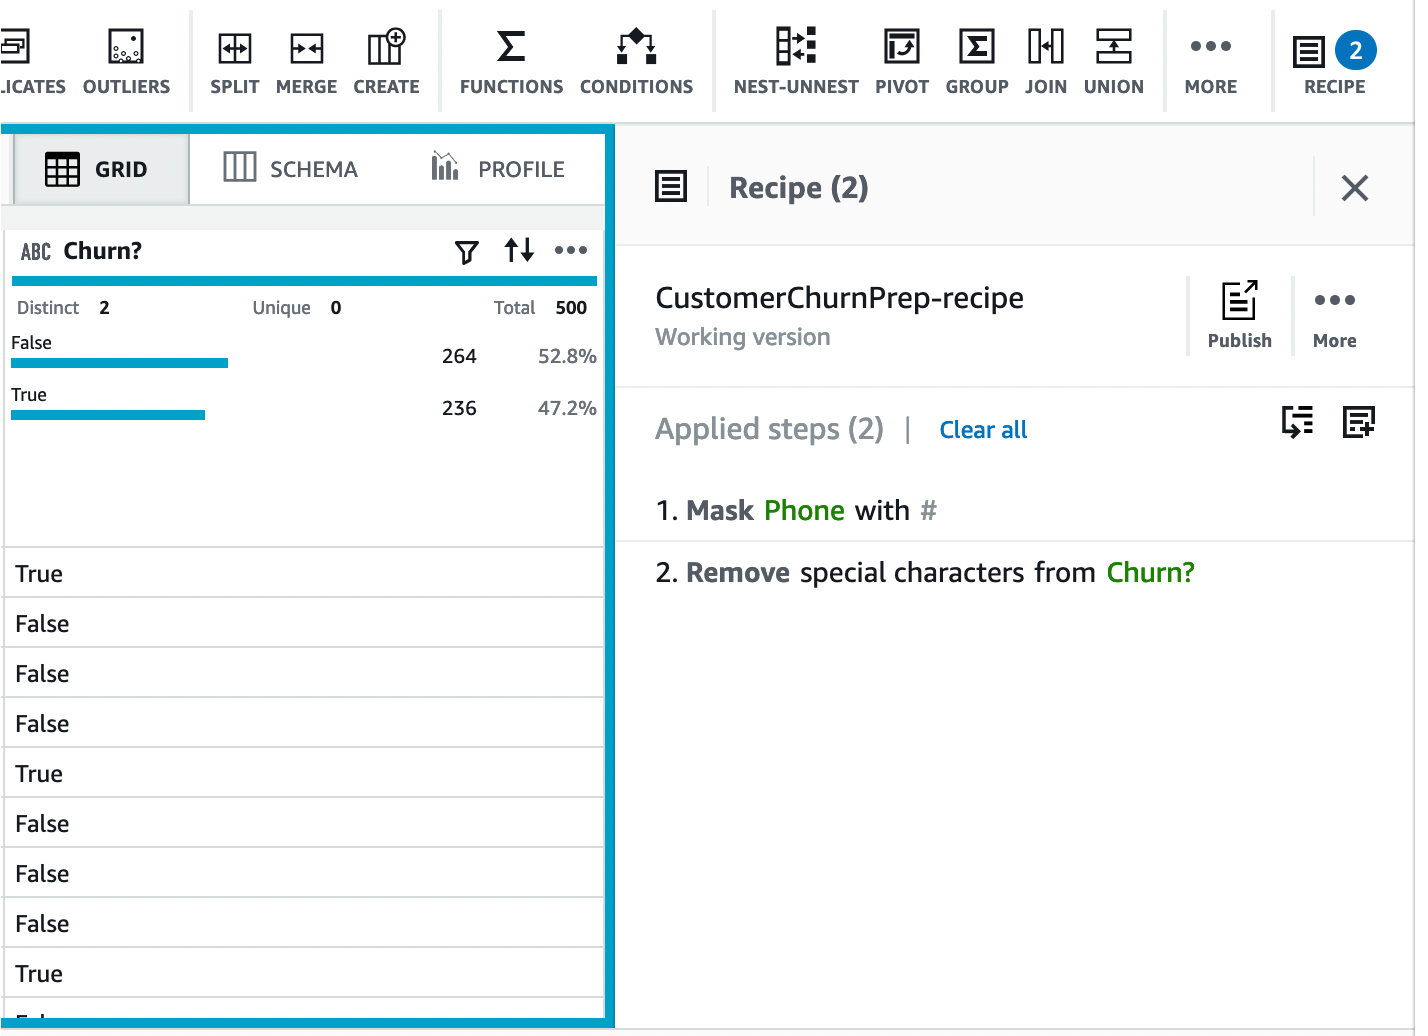 LICATES OUTLIERS SPLIT MERGE CREATE FUNCTIONS CONDITIONS NEST-UNNEST PIVOT GROUP JOIN UNION MORE RECIPE 2
GRID SCHEMA PROFILE
ABC Churn?
Distinct 2 Unique 0 Total 500
False 264 52.8%
True 236 47.2%
True
False
False
False
True
False
False
False
True
Recipe (2)
CustomerChurnPrep-recipe
Working version
Publish
More
Applied steps (2) | Clear all
1. Mask Phone with #
2. Remove special characters from Churn?